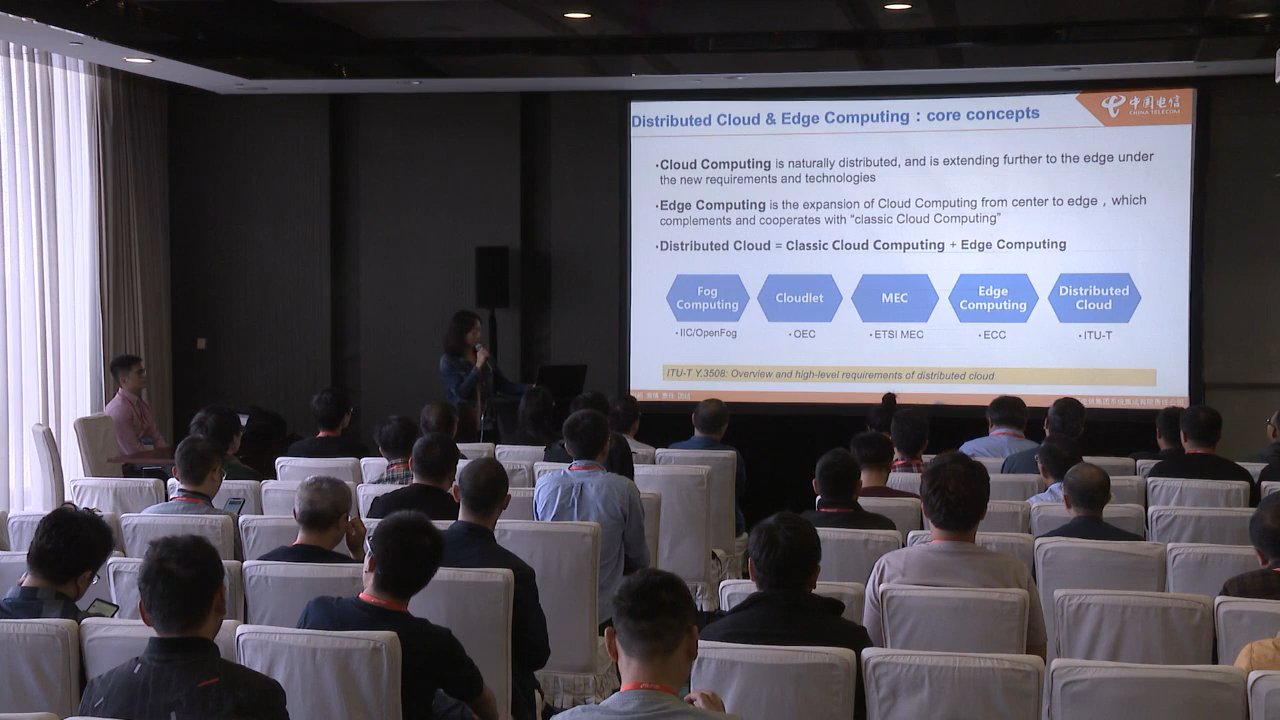 Distributed Cloud & Edge Computing : core concepts
中国电信
CHINA TELECOM
·Cloud Computing is naturally distributed, and is extending further to the edge under
the new requirements and technologies
·Edge Computing is the expansion of Cloud Computing from center to edge , which
complements and cooperates with “classic Cloud Computing”
·Distributed Cloud = Classic Cloud Computing + Edge Computing
Fog
Computing
Cloudlet
MEC
Edge
Computing
Distributed
Cloud
·IIC/OpenFog
·OEC
·ETSI MEC
·ECC
·ITU-T
ITU-T Y.3508: Overview and high-level requirements of distributed cloud